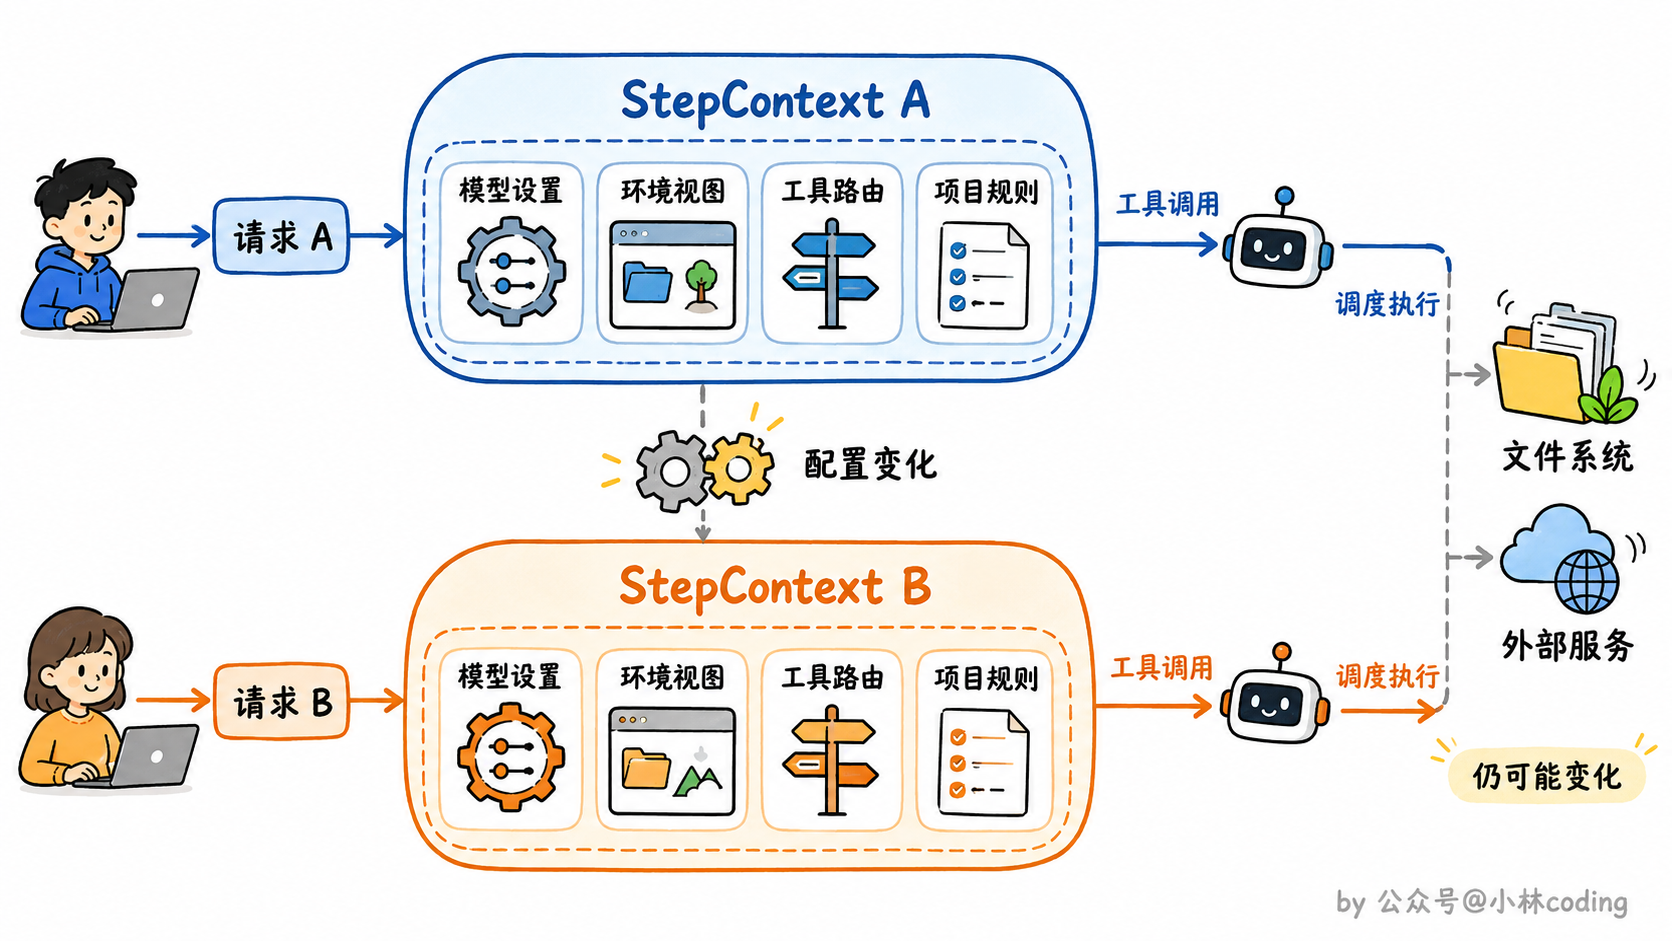 StepContext A
模型设置
环境视图
工具路由
项目规则
请求 A
工具调用
调度执行
配置变化
文件系统
外部服务
StepContext B
模型设置
环境视图
工具路由
项目规则
请求 B
工具调用
调度执行
仍可能变化
by 公众号@小林coding